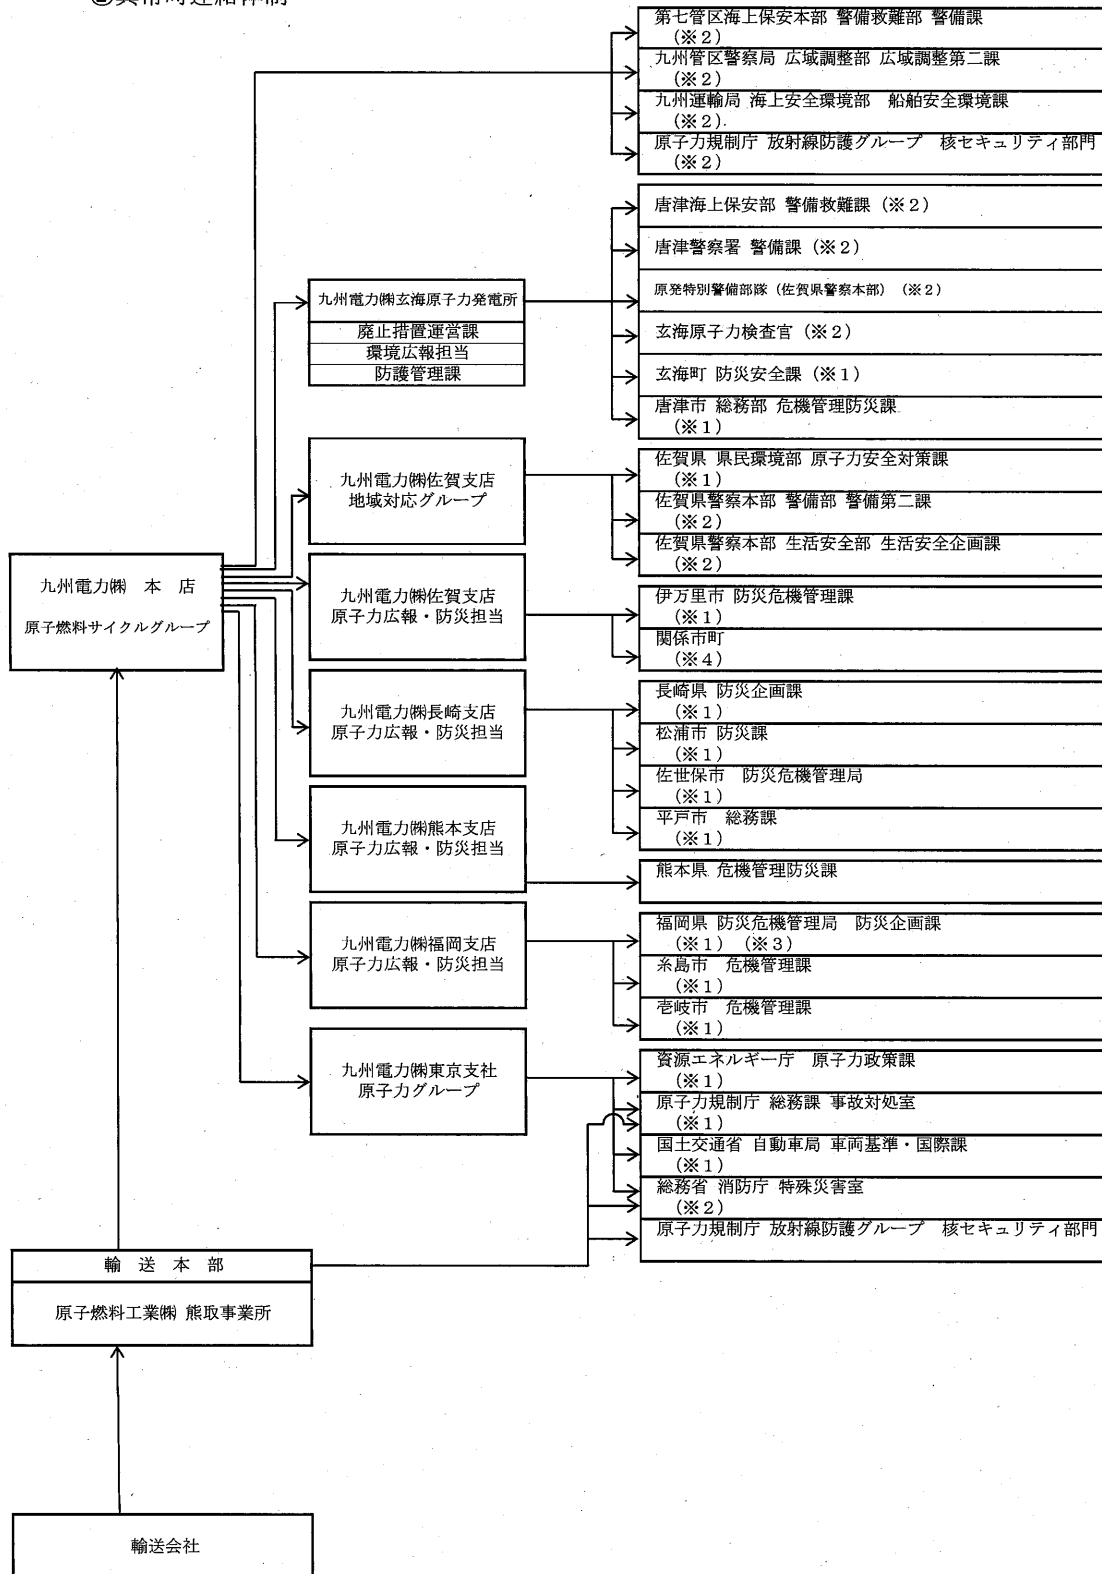 ②異常時連絡体制
第七管区海上保安本部 警備救難部 警備課
(※2)
九州管区警察局 広域調整部 広域調整第二課
(※2)
九州運輸局 海上安全環境部 船舶安全環境課
(※2)
原子力規制庁 放射線防護グループ 核セキュリティ部門
(※2)
唐津海上保安部 警備救難課 (※2)
唐津警察署 警備課 (※2)
原発特別警備部隊 (佐賀県警察本部) (※2)
玄海原子力検査官 (※2)
玄海町 防災安全課 (※1)
唐津市 総務部 危機管理防災課
(※1)
九州電力㈱玄海原子力発電所
廃止措置運営課
環境広報担当
防護管理課
九州電力㈱佐賀支店
地域対応グループ
佐賀県 県民環境部 原子力安全対策課
(※1)
佐賀県警察本部 警備部 警備第二課
(※2)
佐賀県警察本部 生活安全部 生活安全企画課
(※2)
九州電力㈱ 本 店
原子燃料サイクルグループ
九州電力㈱佐賀支店
原子力広報・防災担当
伊万里市 防災危機管理課
(※1)
関係市町
(※4)
九州電力㈱長崎支店
原子力広報・防災担当
長崎県 防災企画課
(※1)
松浦市 防災課
(※1)
佐世保市 防災危機管理局
(※1)
平戸市 総務課
(※1)
九州電力㈱熊本支店
原子力広報・防災担当
熊本県 危機管理防災課
九州電力㈱福岡支店
原子力広報・防災担当
福岡県 防災危機管理局 防災企画課
(※1) (※3)
糸島市 危機管理課
(※1)
壱岐市 危機管理課
(※1)
九州電力㈱東京支社
原子力グループ
資源エネルギー庁 原子力政策課
(※1)
原子力規制庁 総務課 事故対処室
(※1)
国土交通省 自動車局 車両基準・国際課
(※1)
総務省 消防庁 特殊災害室
(※2)
原子力規制庁 放射線防護グループ 核セキュリティ部門
輸 送 本 部
原子燃料工業㈱ 熊取事業所
輸送会社